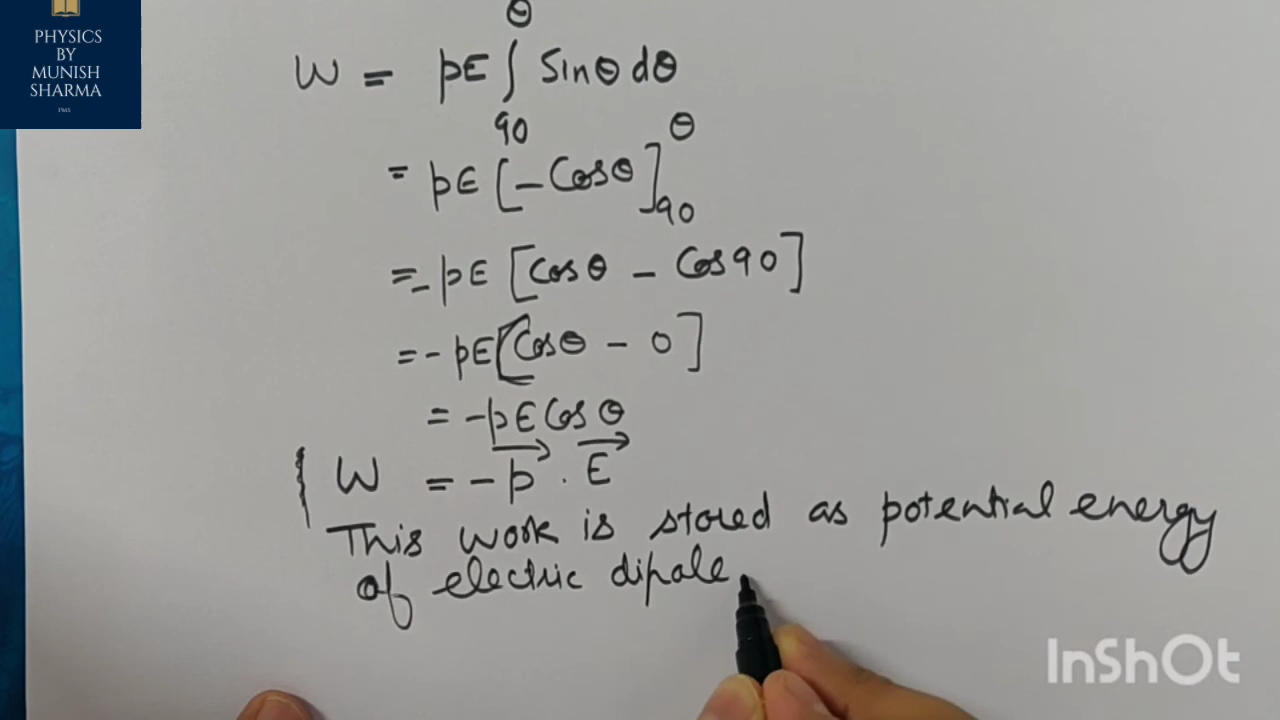 PHYSICS
BY
MUNISH
SHARMA
W = pE ∫₉₀^θ Sinθ dθ
= pE [– Cosθ]₉₀^θ
= – pE [Cosθ – Cos90]
= – pE [Cosθ – 0]
= – pE Cosθ
W = – p⃗ . E⃗
This work is stored as potential energy
of electric dipole
InShOt